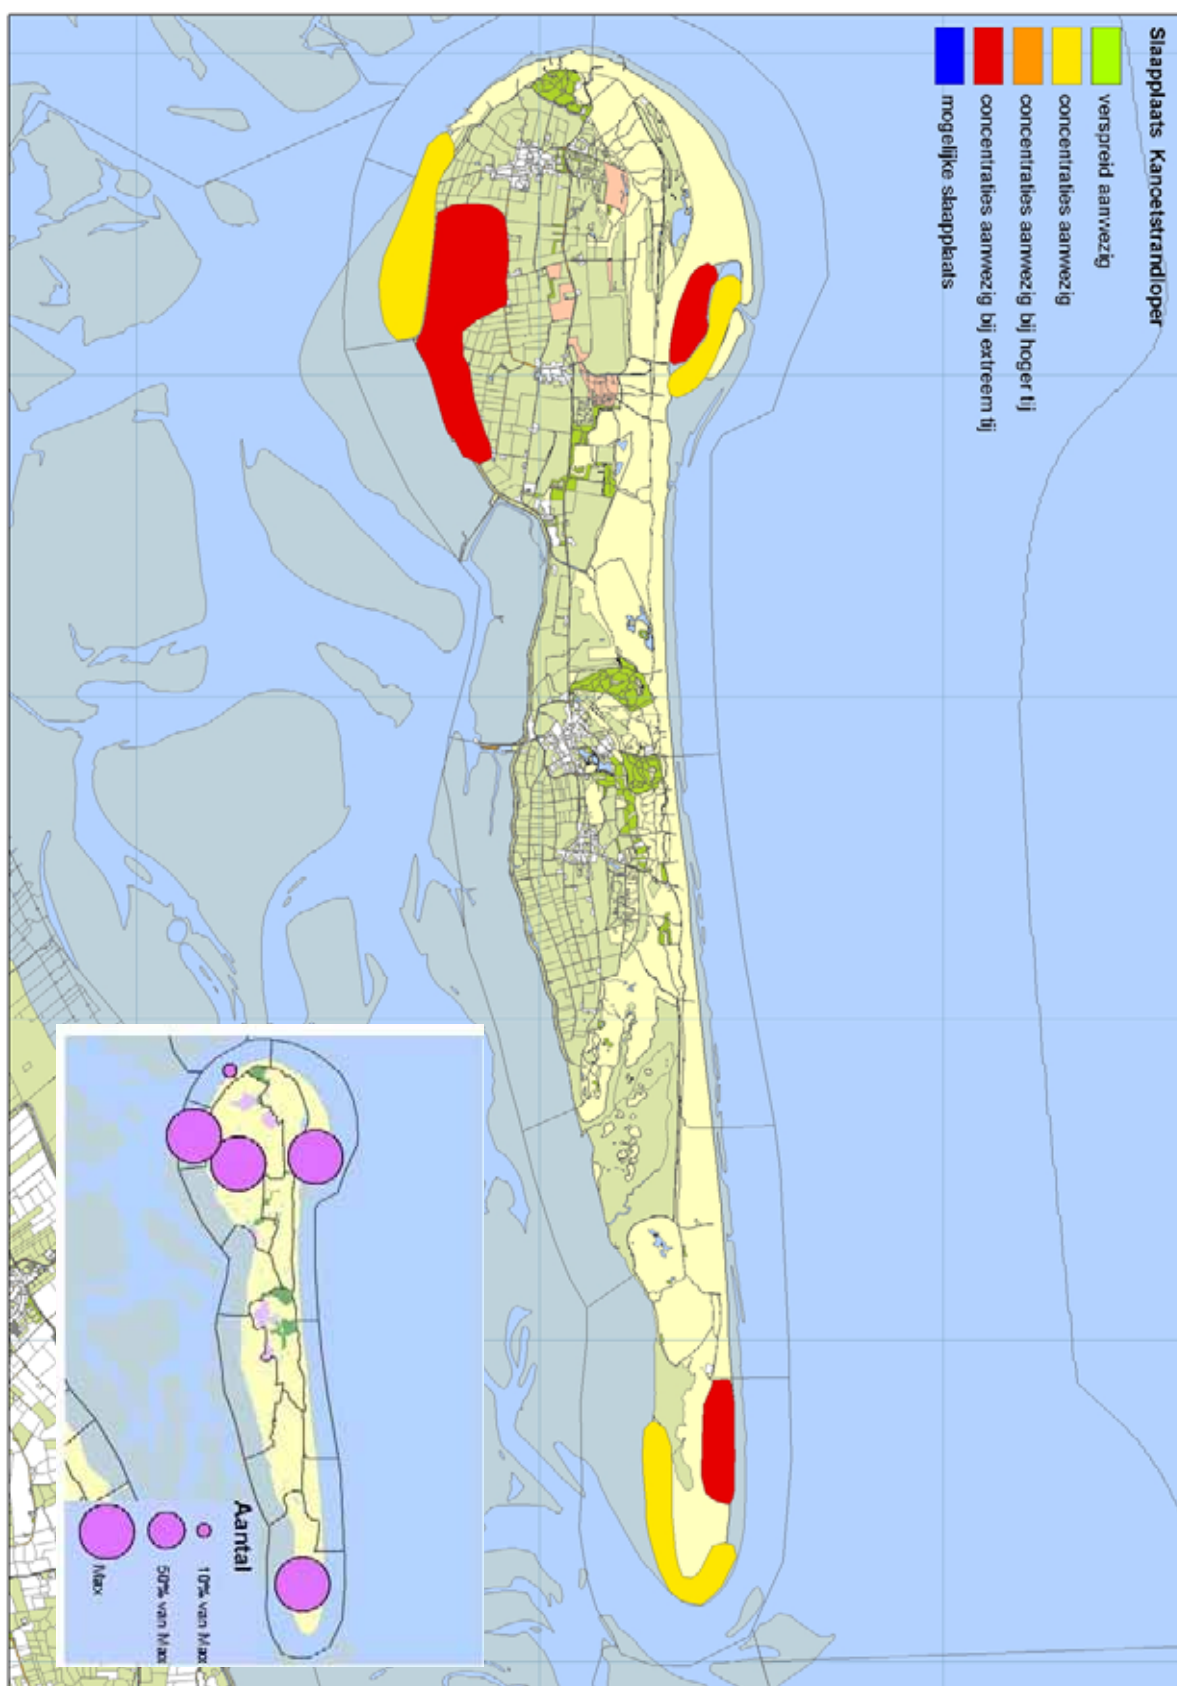 Slaapplaats Kanoetstrandloper
verspreid aanwezig
concentraties aanwezig
concentraties aanwezig bij hoger tij
concentraties aanwezig bij extreem tij
mogelijke slaapplaats
Aantal
10% van Max
50% van Max
Max